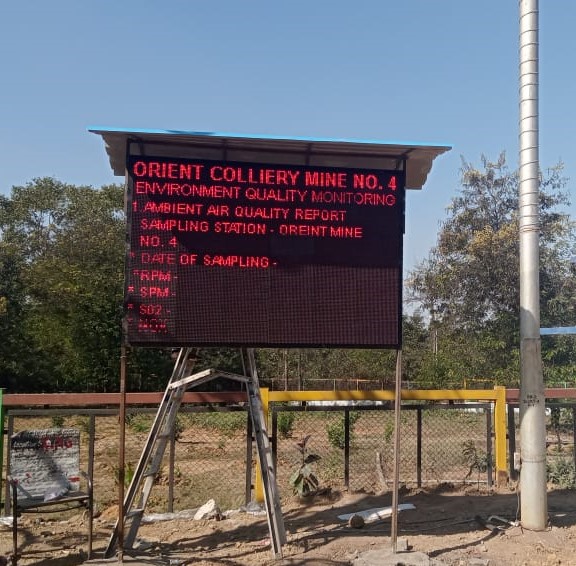 ORIENT COLLIERY MINE NO. 4
ENVIRONMENT QUALITY MONITORING
1.AMBIENT AIR QUALITY REPORT
SAMPLING STATION - OREINT MINE
NO. 4
* DATE OF SAMPLING -
*RPM -
* SPM -
* SO2 -